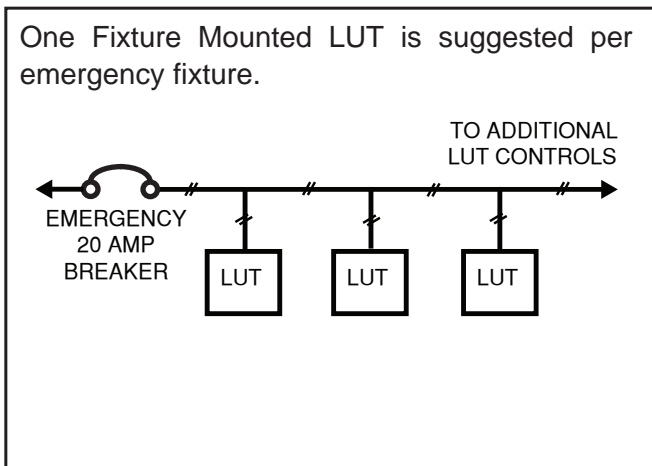 One Fixture Mounted LUT is suggested per
emergency fixture.
TO ADDITIONAL
LUT CONTROLS
EMERGENCY
20 AMP
BREAKER
LUT
LUT
LUT